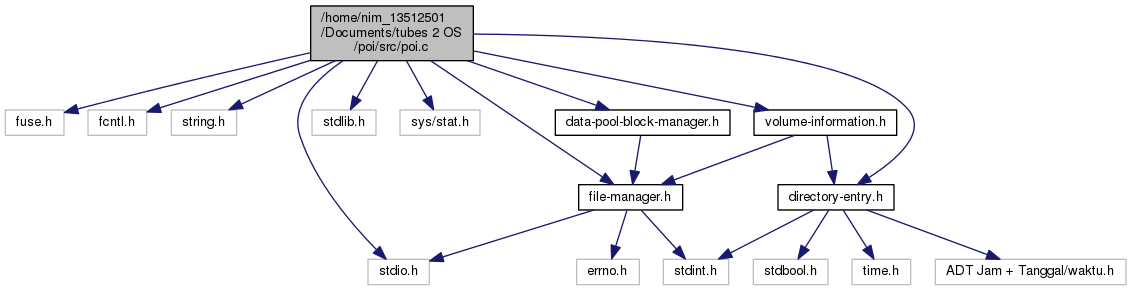 /home/nim_13512501
/Documents/tubes 2 OS
/poi/src/poi.c
fuse.h
fcntl.h
string.h
stdlib.h
sys/stat.h
data-pool-block-manager.h
volume-information.h
file-manager.h
directory-entry.h
stdio.h
errno.h
stdint.h
stdbool.h
time.h
ADT Jam + Tanggal/waktu.h